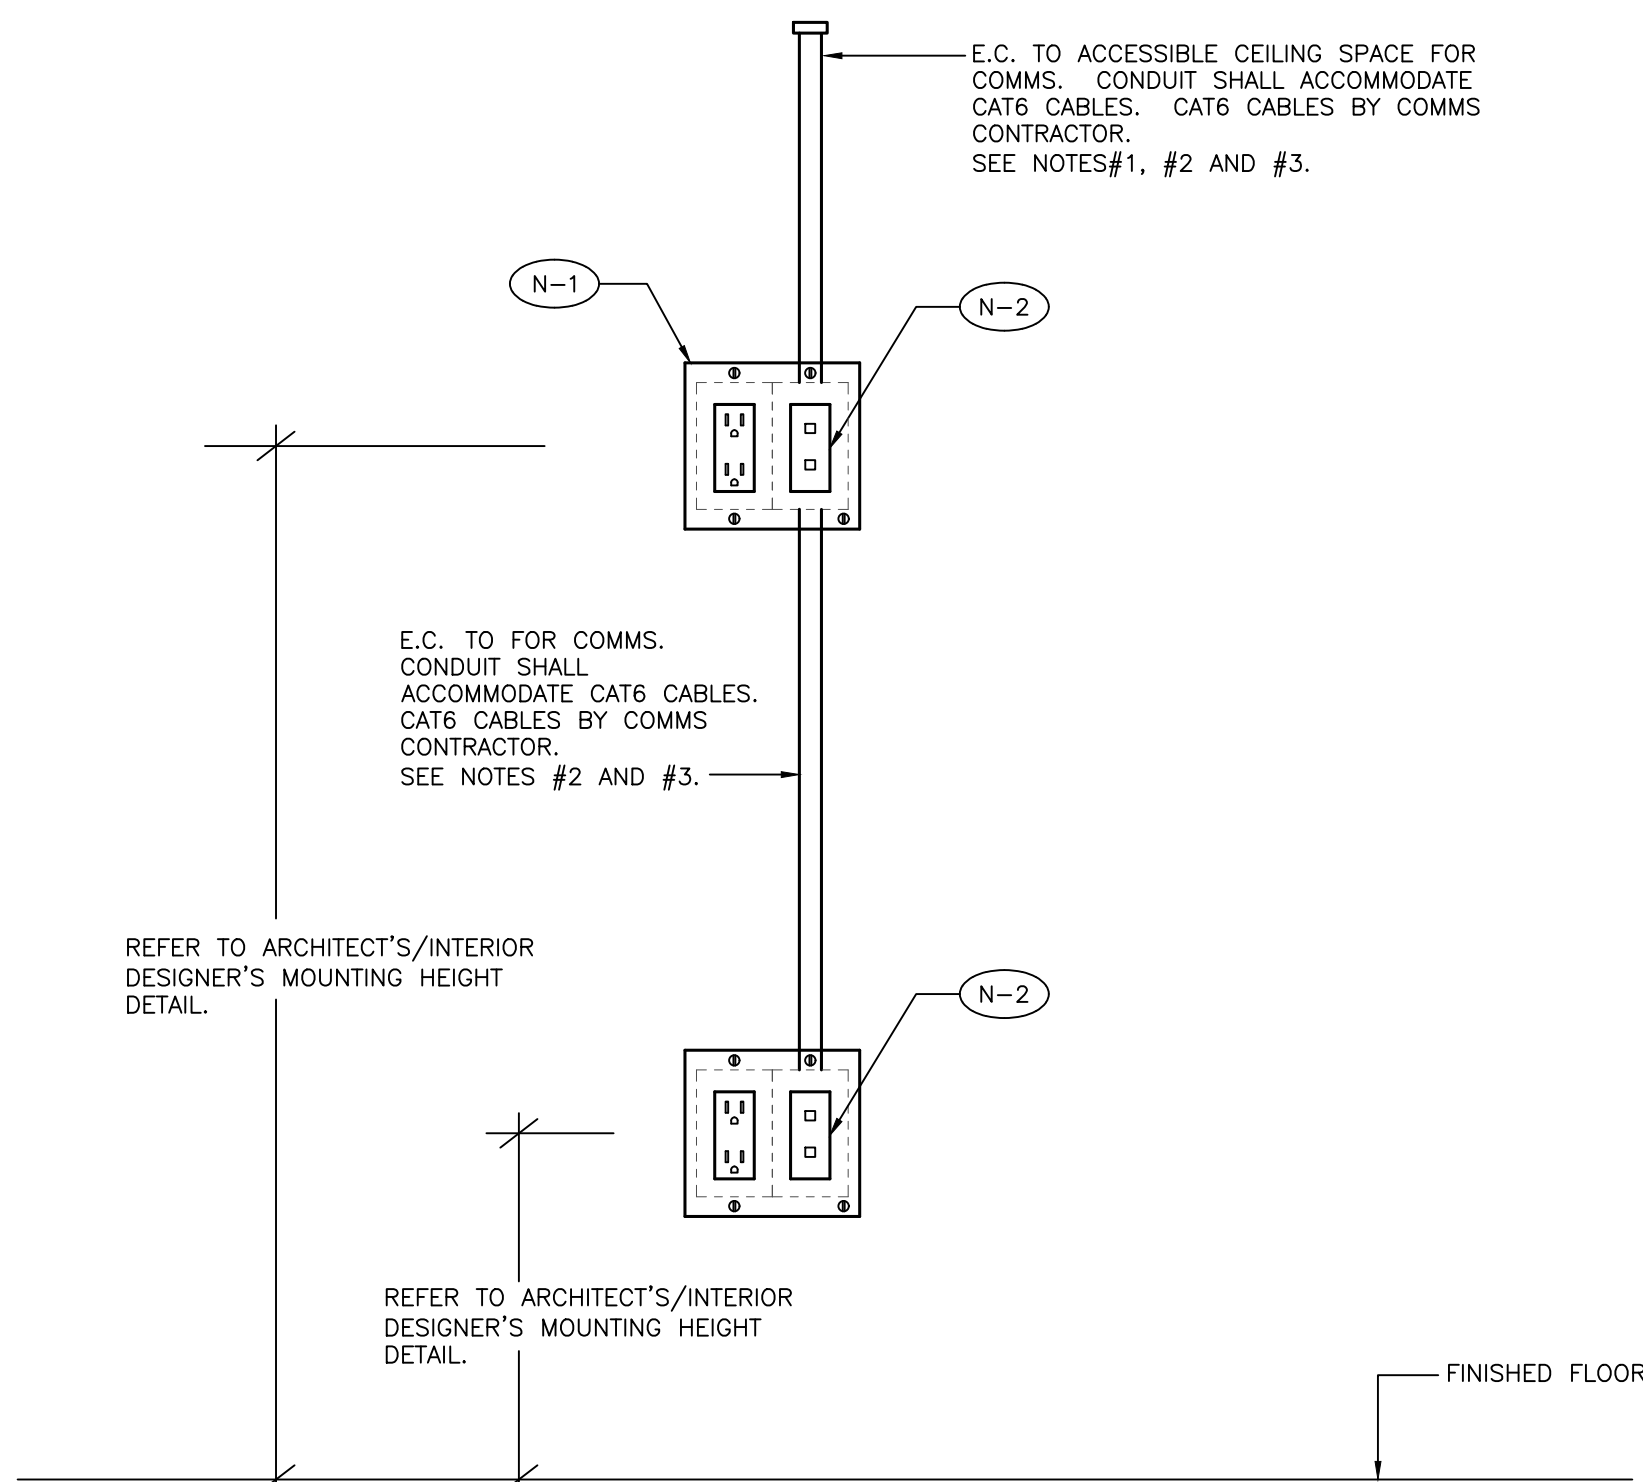 E.C. TO ACCESSIBLE CEILING SPACE FOR
COMMS. CONDUIT SHALL ACCOMMODATE
CAT6 CABLES. CAT6 CABLES BY COMMS
CONTRACTOR.
SEE NOTES#1, #2 AND #3.
N-1
N-2
E.C. TO FOR COMMS.
CONDUIT SHALL
ACCOMMODATE CAT6 CABLES.
CAT6 CABLES BY COMMS
CONTRACTOR.
SEE NOTES #2 AND #3.
REFER TO ARCHITECT'S/INTERIOR
DESIGNER'S MOUNTING HEIGHT
DETAIL.
N-2
REFER TO ARCHITECT'S/INTERIOR
DESIGNER'S MOUNTING HEIGHT
DETAIL.
FINISHED FLOOR